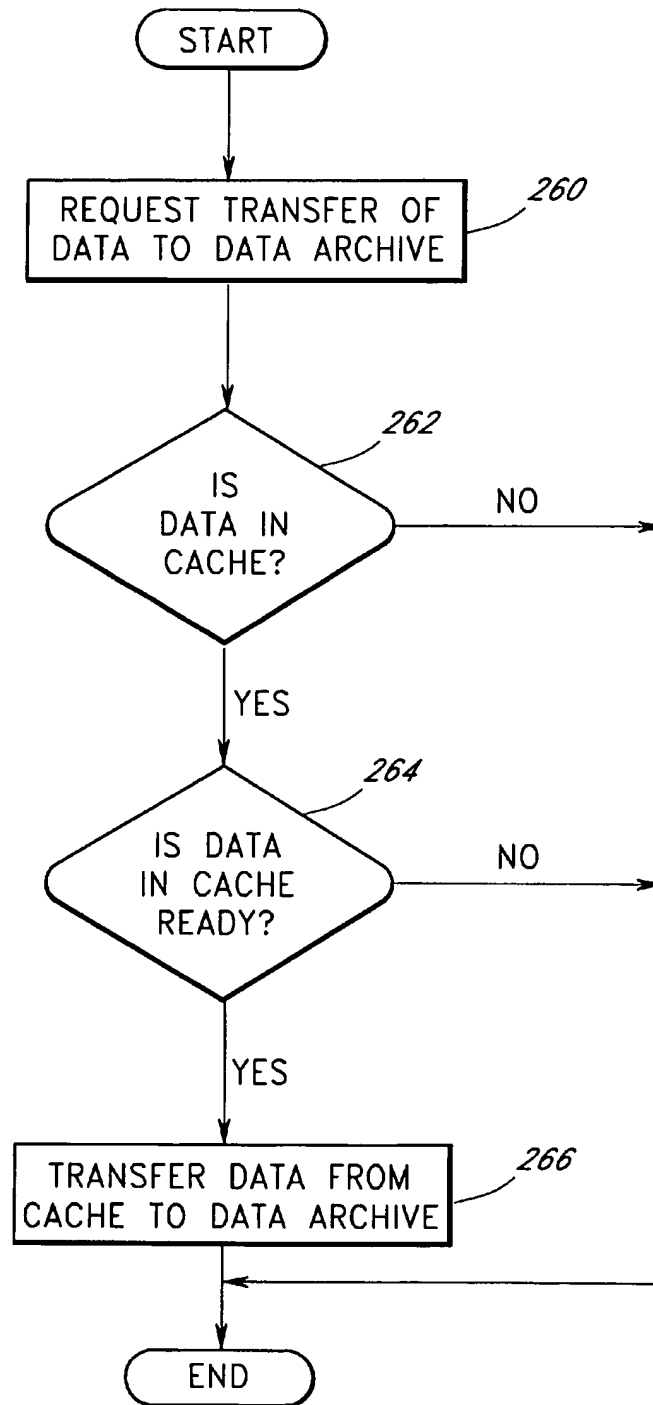 START
REQUEST TRANSFER OF
DATA TO DATA ARCHIVE
260
262
IS
DATA IN
CACHE?
NO
YES
264
IS DATA
IN CACHE
READY?
NO
YES
TRANSFER DATA FROM
CACHE TO DATA ARCHIVE
266
END